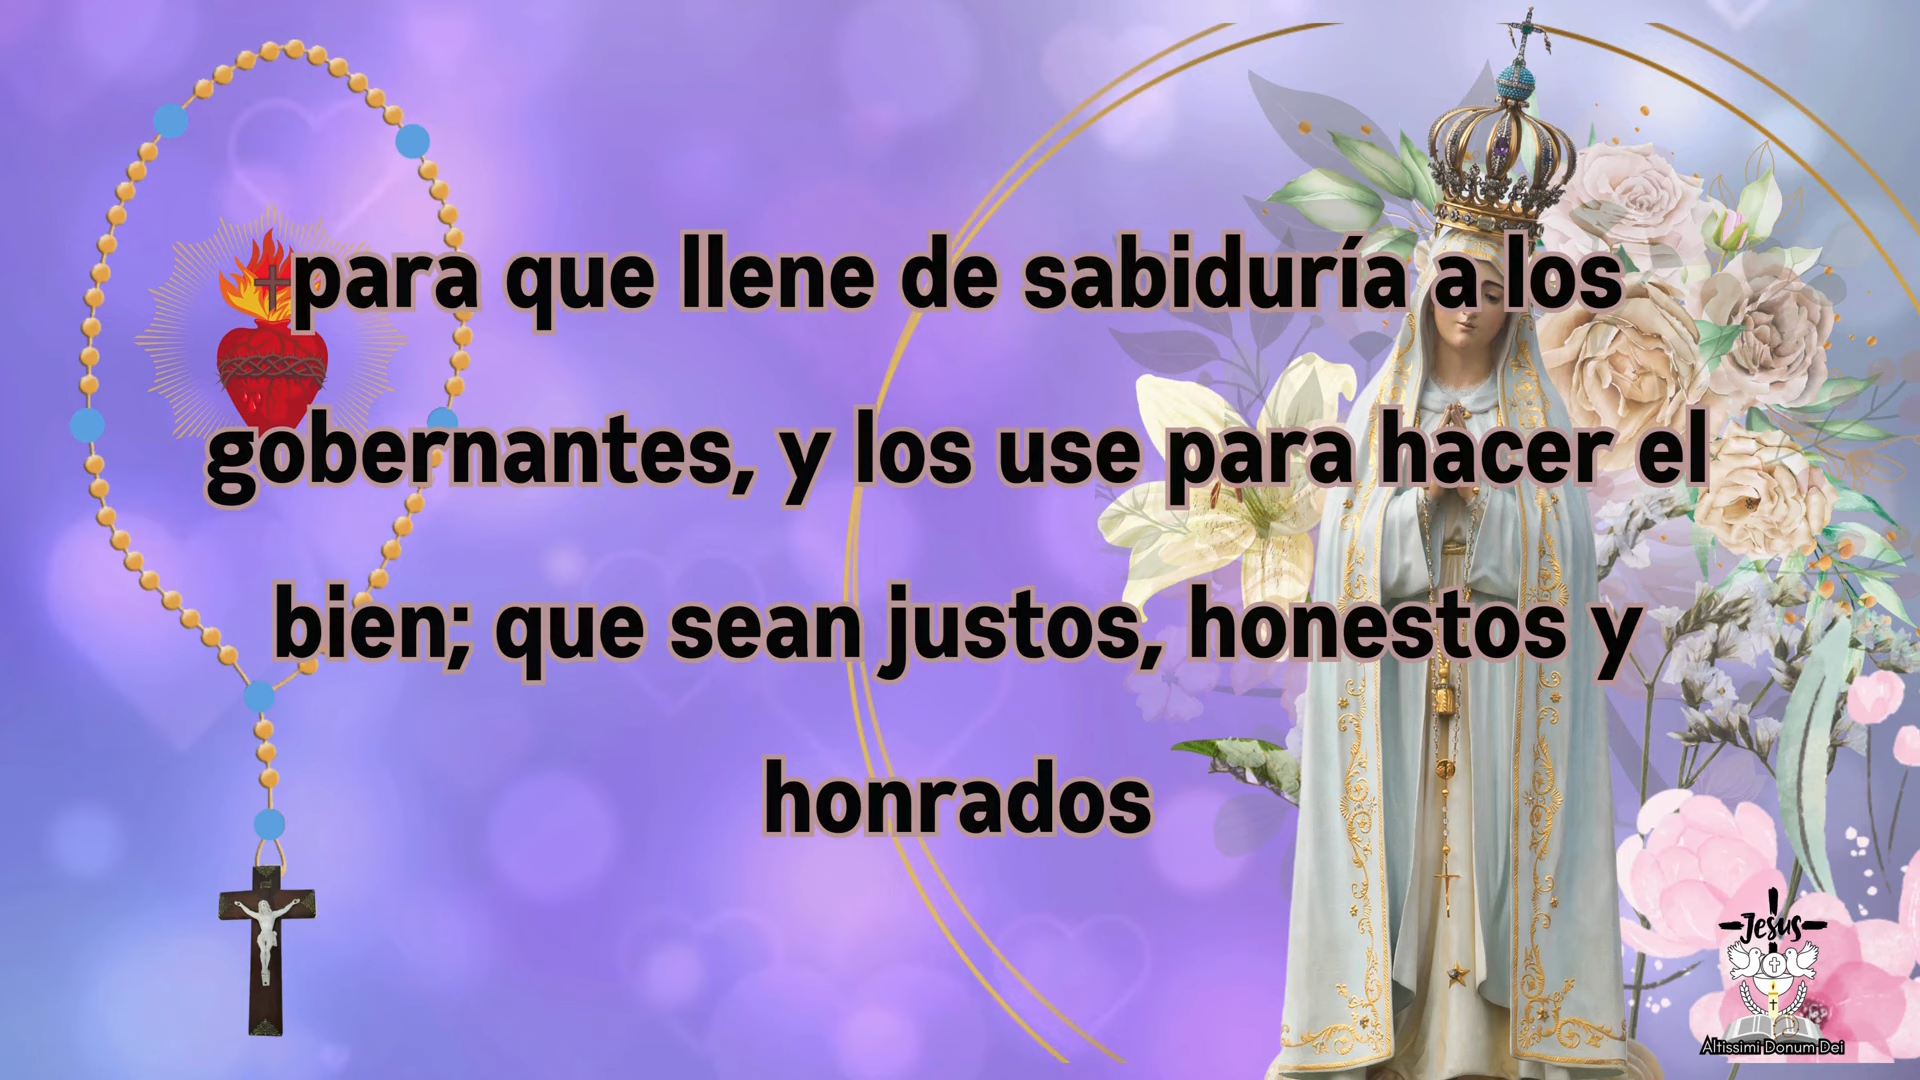 para que llene de sabiduría a los
gobernantes, y los use para hacer el
bien; que sean justos, honestos y
honrados
Jesus
Altissimi Donum Dei